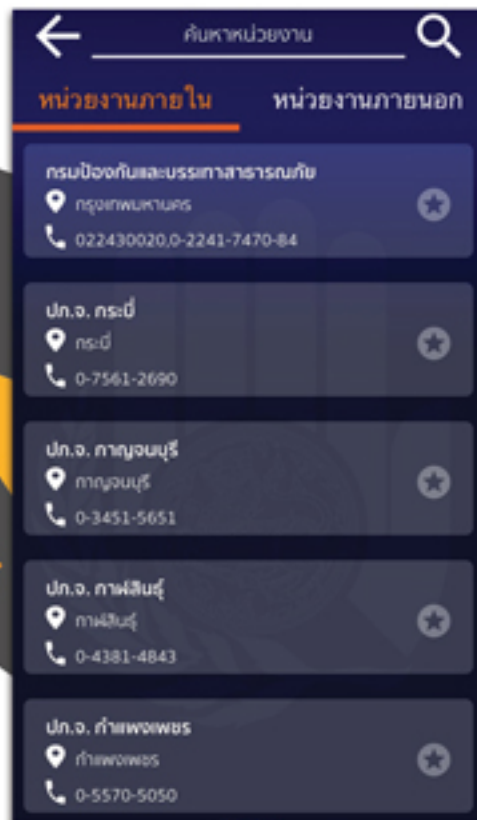 ค้นหาหน่วยงาน
หน่วยงานภายใน หน่วยงานภายนอก
กรมป้องกันและบรรเทาสาธารณภัย
กรุงเทพมหานคร
022430020,0-2241-7470-84
ปภ.จ. กระบี่
กระบี่
0-7561-2690
ปภ.จ. กาญจนบุรี
กาญจนบุรี
0-3451-5651
ปภ.จ. กาฬสินธุ์
กาฬสินธุ์
0-4381-4843
ปภ.จ. กำแพงเพชร
กำแพงเพชร
0-5570-5050